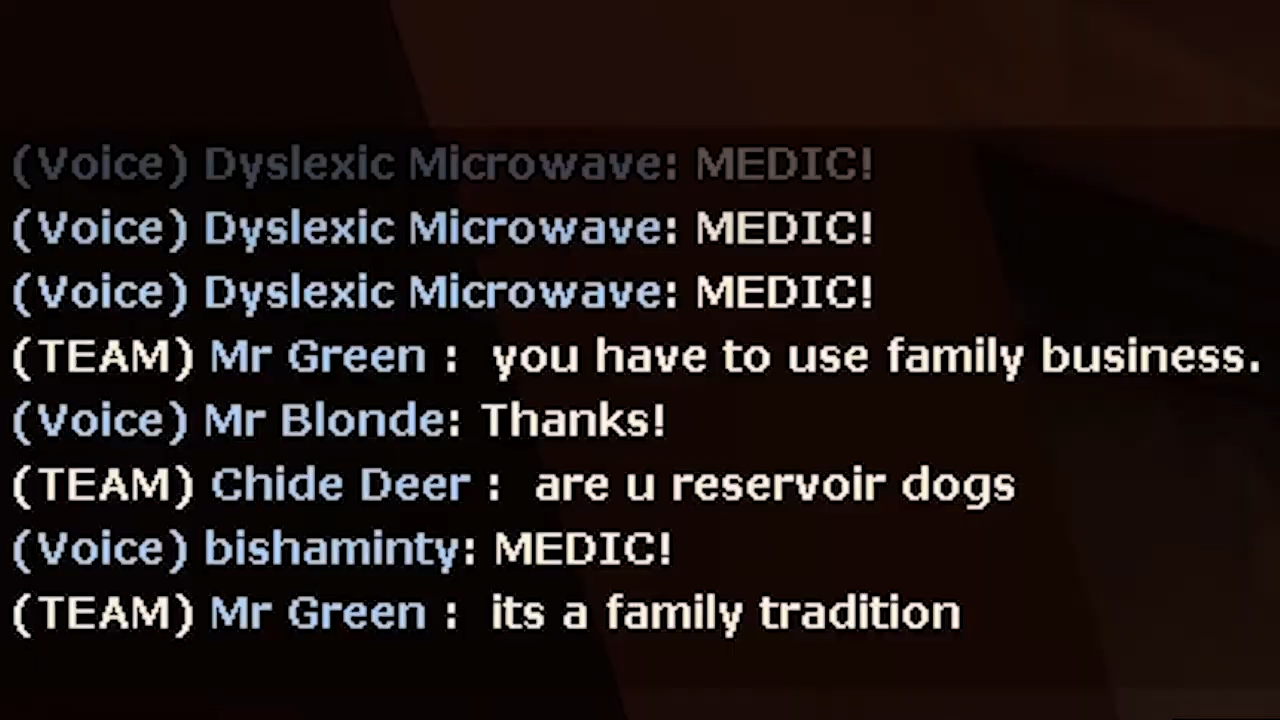 (Voice) Dyslexic Microwave: MEDIC!
(Voice) Dyslexic Microwave: MEDIC!
(Voice) Dyslexic Microwave: MEDIC!
(TEAM) Mr Green :  you have to use family business.
(Voice) Mr Blonde: Thanks!
(TEAM) Chide Deer :  are u reservoir dogs
(Voice) bishaminty: MEDIC!
(TEAM) Mr Green :  its a family tradition